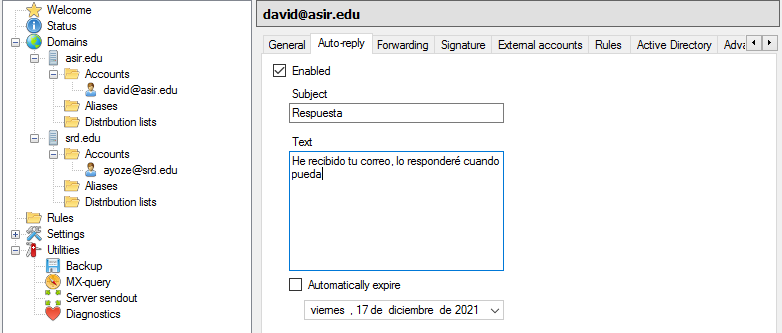 Welcome
Status
Domains
asir.edu
Accounts
david@asir.edu
Aliases
Distribution lists
srd.edu
Accounts
ayoze@srd.edu
Aliases
Distribution lists
Rules
Settings
Utilities
Backup
MX-query
Server sendout
Diagnostics
david@asir.edu
General Auto-reply Forwarding Signature External accounts Rules Active Directory Adva
Enabled
Subject
Respuesta
Text
He recibido tu correo, lo responderé cuando
pueda
Automatically expire
viernes , 17 de diciembre de 2021